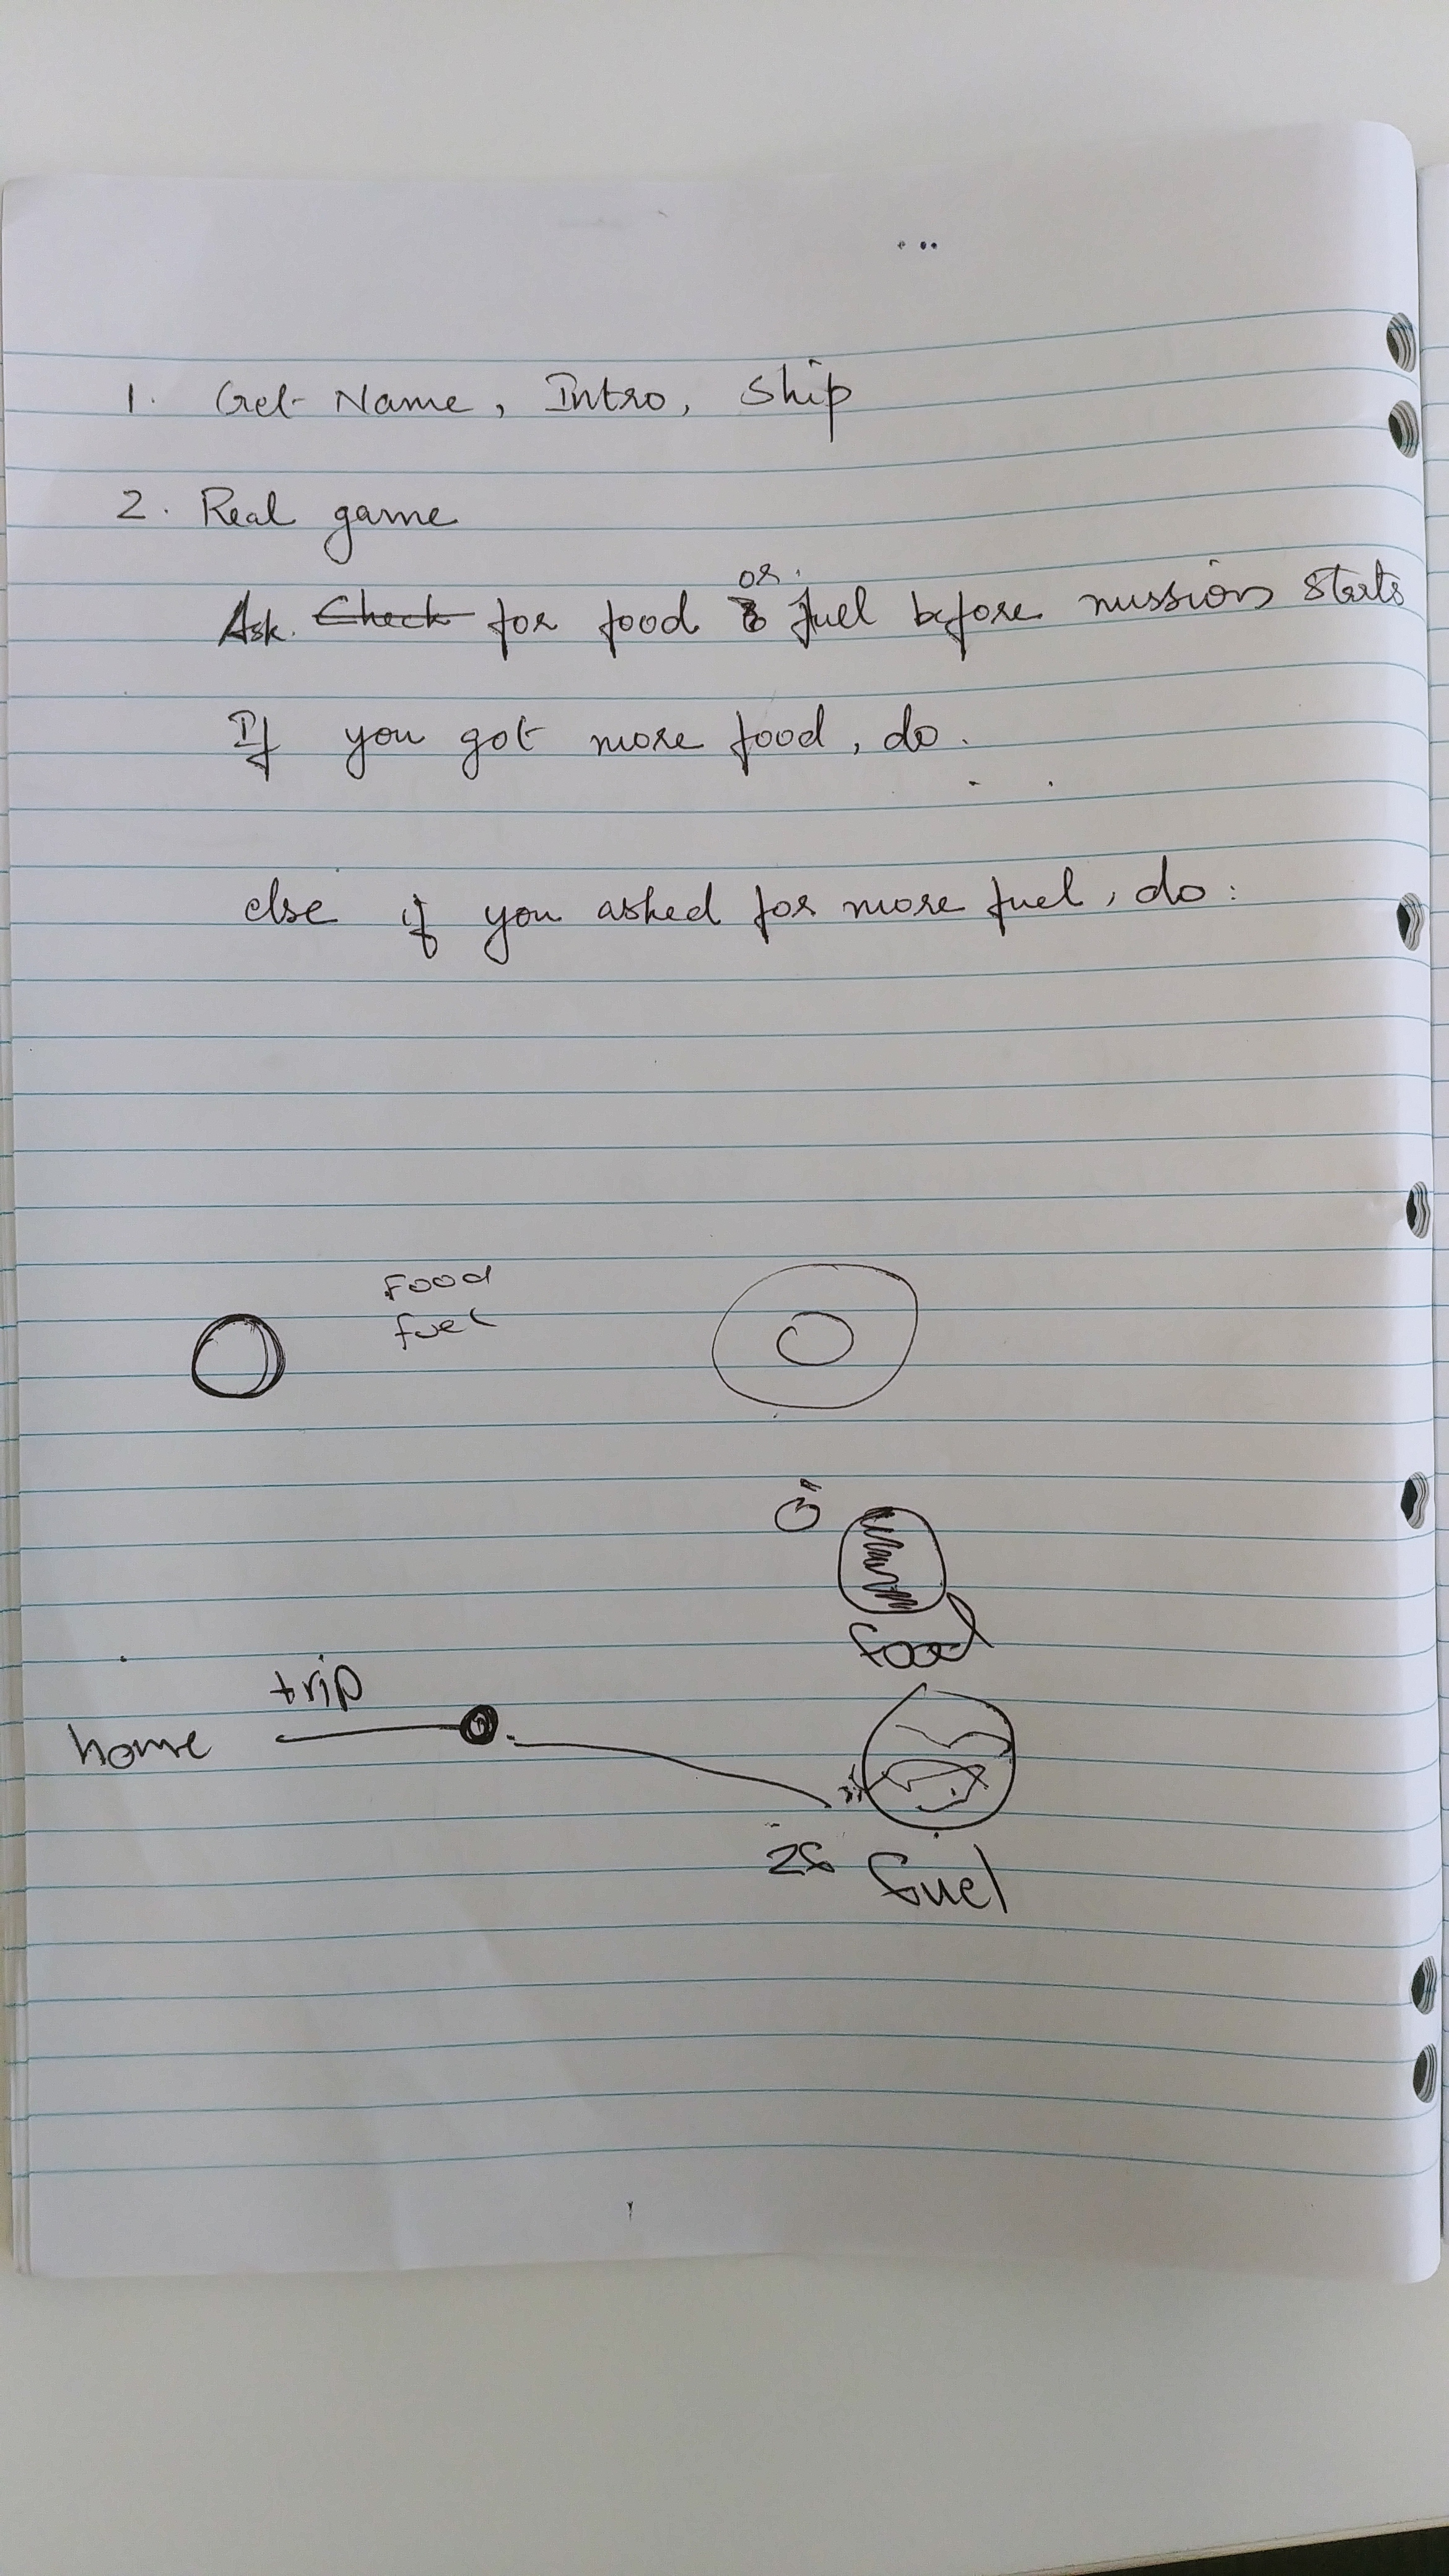 1. Get Name, Intro, Ship
2. Real game
Ask. Check for food or fuel before mission starts
If you got more food, do.
else if you asked for more fuel, do:
food
fuel
food
trip
home
fuel